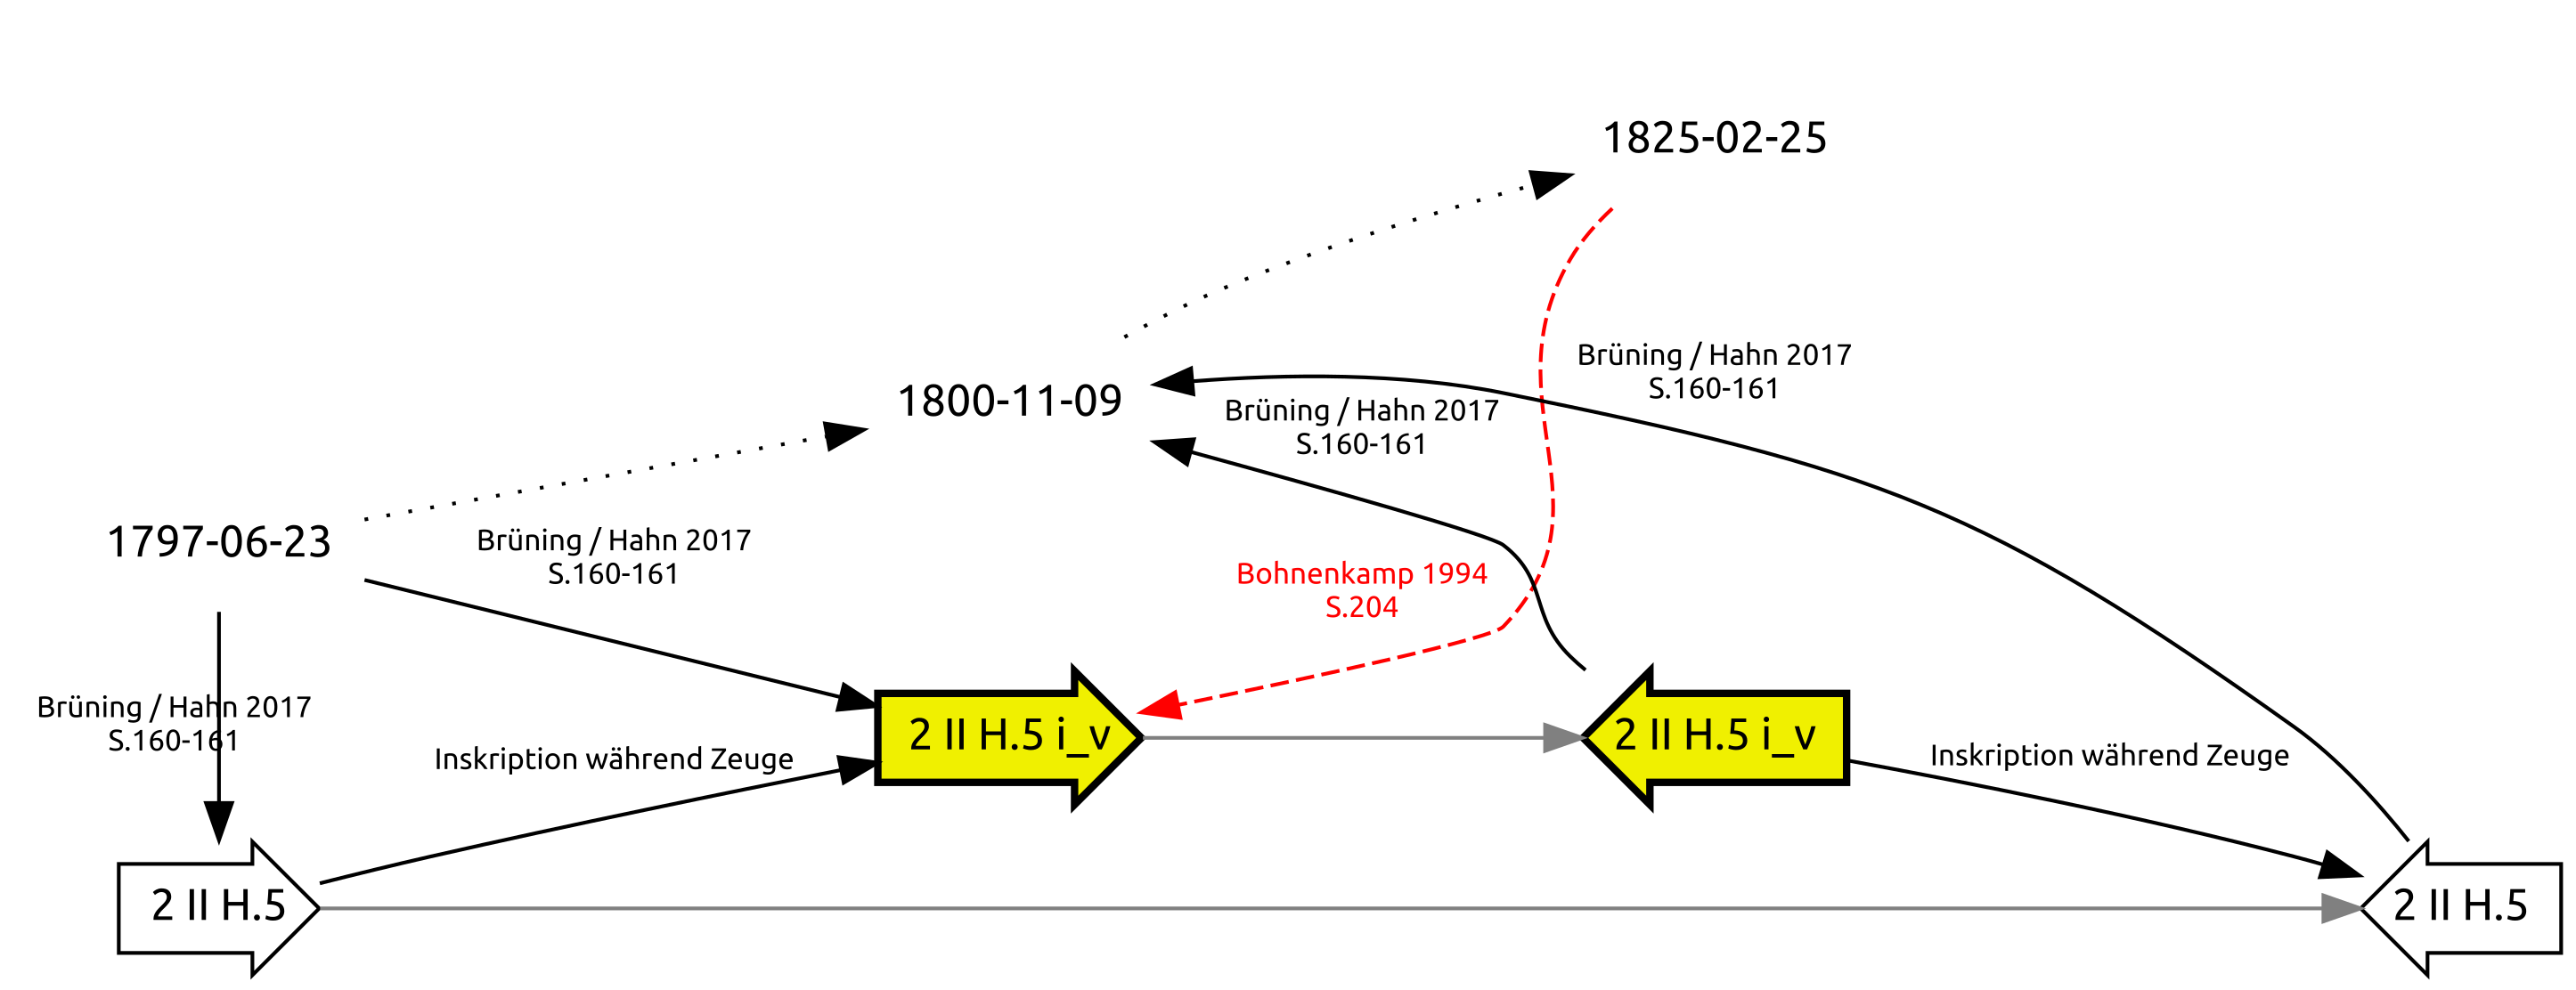 1825-02-25
Brüning / Hahn 2017
S.160-161
1800-11-09
Brüning / Hahn 2017
S.160-161
1797-06-23
Brüning / Hahn 2017
S.160-161
Bohnenkamp 1994
S.204
Brüning / Hahn 2017
S.160-161
Inskription während Zeuge
2 II H.5 i_v
2 II H.5 i_v
Inskription während Zeuge
2 II H.5
2 II H.5